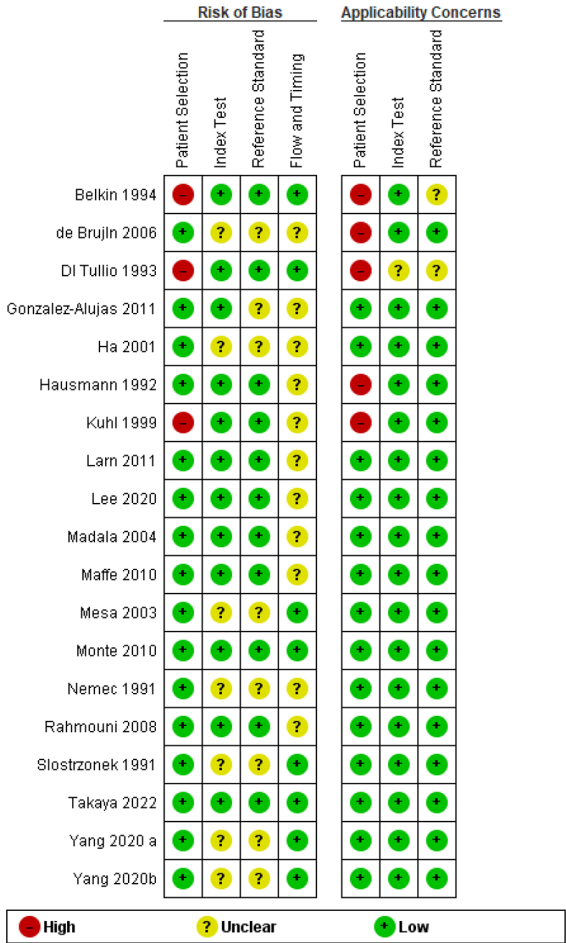 Risk of Bias Applicability Concerns
Patient Selection Index Test Reference Standard Flow and Timing Patient Selection Index Test Reference Standard
Belkin 1994 – + + + – + ?
de BrujIn 2006 + ? ? ? – + +
DI Tullio 1993 – + + + – ? ?
Gonzalez-Alujas 2011 + + ? ? + + +
Ha 2001 + ? ? ? + + +
Hausmann 1992 + + + ? – + +
Kuhl 1999 – + + ? – + +
Larn 2011 + + + ? + + +
Lee 2020 + + + ? + + +
Madala 2004 + + + ? + + +
Maffe 2010 + + + ? + + +
Mesa 2003 + ? ? + + + +
Monte 2010 + + + + + + +
Nemec 1991 + ? ? ? + + +
Rahmouni 2008 + + + ? + + +
Slostrzonek 1991 + ? ? + + + +
Takaya 2022 + + + + + + +
Yang 2020 a + ? ? + + + +
Yang 2020b + ? ? + + + +
– High ? Unclear + Low